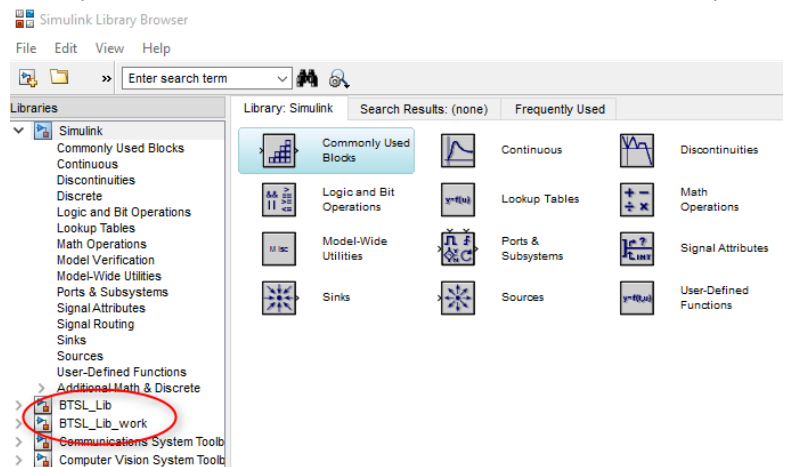 Simulink Library Browser
File Edit View Help
» Enter search term
Libraries
Simulink
Commonly Used Blocks
Continuous
Discontinuities
Discrete
Logic and Bit Operations
Lookup Tables
Math Operations
Model Verification
Model-Wide Utilities
Ports & Subsystems
Signal Attributes
Signal Routing
Sinks
Sources
User-Defined Functions
Additional Math & Discrete
BTSL_Lib
BTSL_Lib_work
Communications System Toolb
Computer Vision System Toolb
Library: Simulink Search Results: (none) Frequently Used
Commonly Used
Blocks
Continuous
Discontinuities
Logic and Bit
Operations
y=f(u)
Lookup Tables
Math
Operations
Misc
Model-Wide
Utilities
Ports &
Subsystems
Signal Attributes
Sinks
Sources
y=f(t,u)
User-Defined
Functions